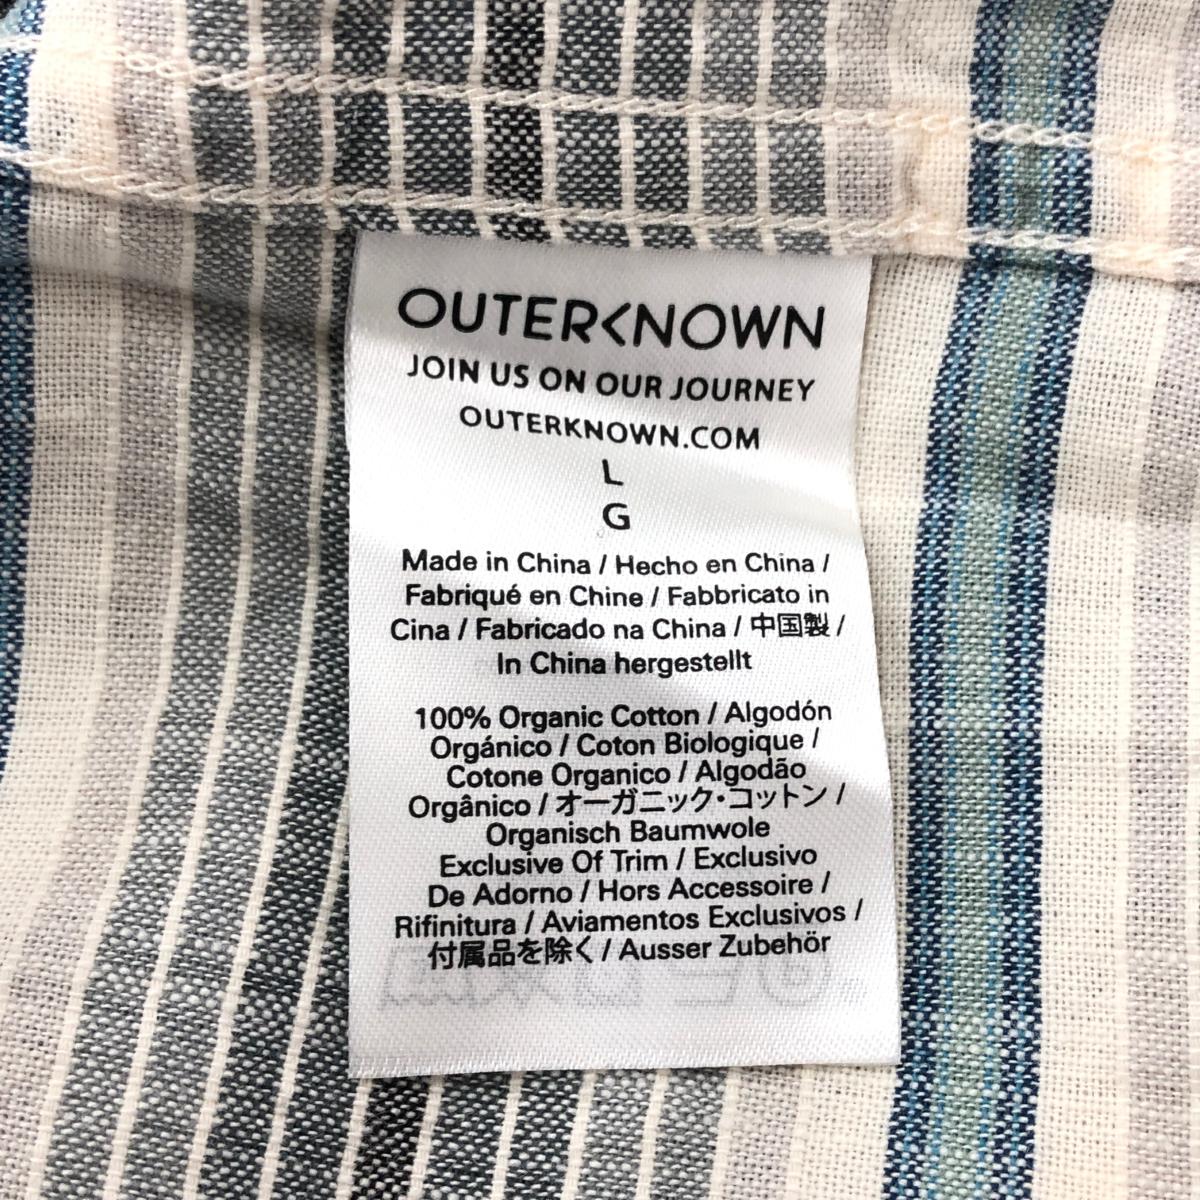 OUTERKNOWN
JOIN US ON OUR JOURNEY
OUTERKNOWN.COM
L
G
Made in China / Hecho en China /
Fabriqué en Chine / Fabbricato in
Cina / Fabricado na China / 中国製 /
In China hergestellt
100% Organic Cotton / Algodón
Orgánico / Coton Biologique /
Cotone Organico / Algodão
Orgânico / オーガニック・コットン /
Organisch Baumwole
Exclusive Of Trim / Exclusivo
De Adorno / Hors Accessoire /
Rifinitura / Aviamentos Exclusivos /
付属品を除く / Ausser Zubehör